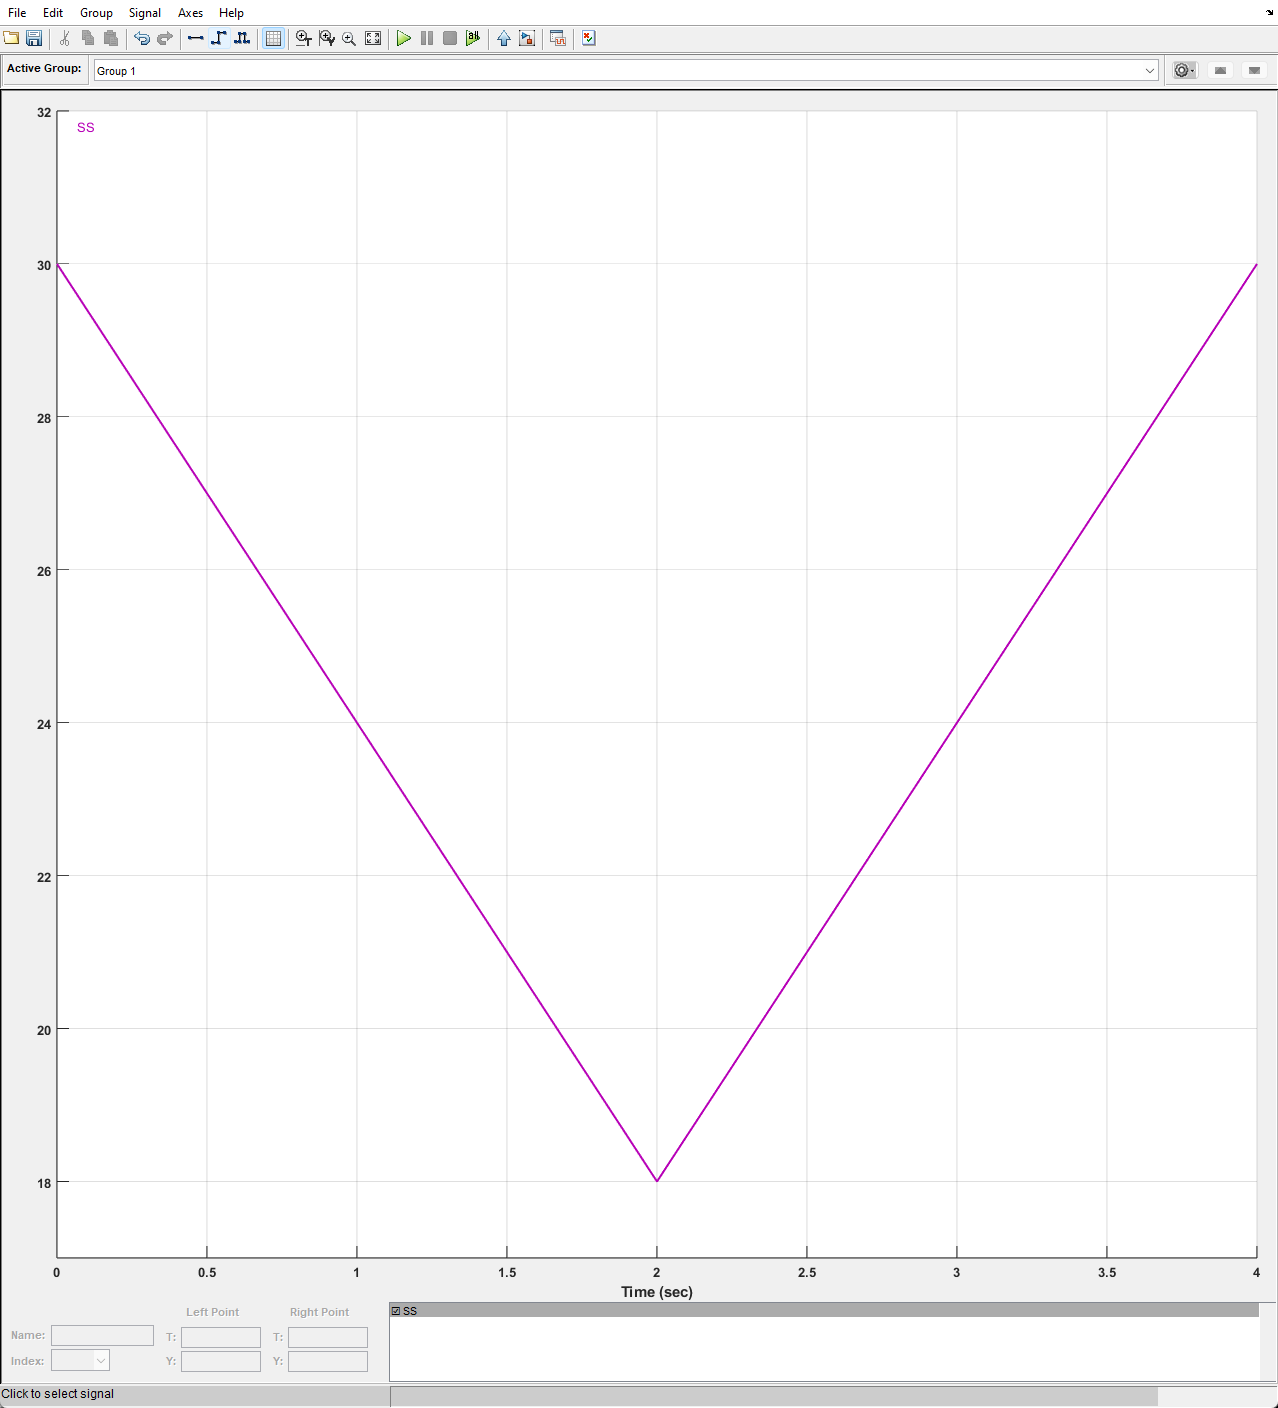 File Edit Group Signal Axes Help
all
Active Group: Group 1
32
SS
30
28
26
24
22
20
18
0 0.5 1 1.5 2 2.5 3 3.5 4
Time (sec)
Left Point Right Point
Name: T: T:
Index: Y: Y:
SS
Click to select signal